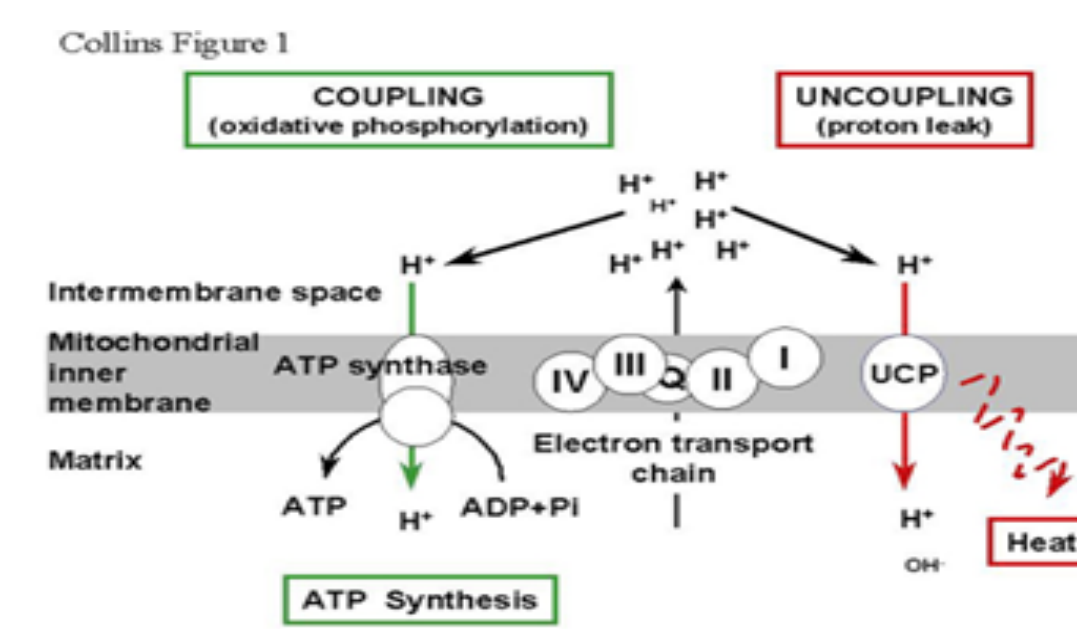 Collins Figure 1
COUPLING
(oxidative phosphorylation)
UNCOUPLING
(proton leak)
H⁺ H⁺
H⁺
H⁺
H⁺ H⁺ H⁺
H⁺
H⁺
Intermembrane space
Mitochondrial
inner
membrane
ATP synthase
IV III Q II I
UCP
Matrix
Electron transport
chain
ATP
H⁺
ADP+Pi
H⁺
OH⁻
Heat
ATP Synthesis